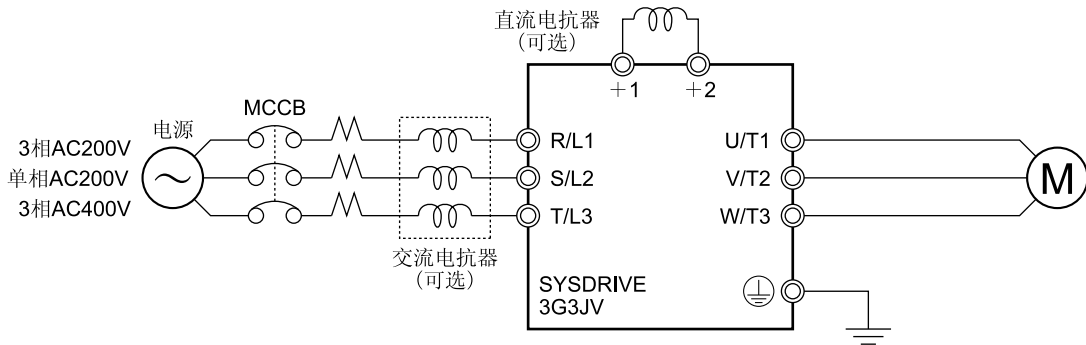 直流电抗器
(可选)
+1
+2
MCCB
电源
3相AC200V
单相AC200V
3相AC400V
R/L1
S/L2
T/L3
U/T1
V/T2
W/T3
M
交流电抗器
(可选)
SYSDRIVE
3G3JV